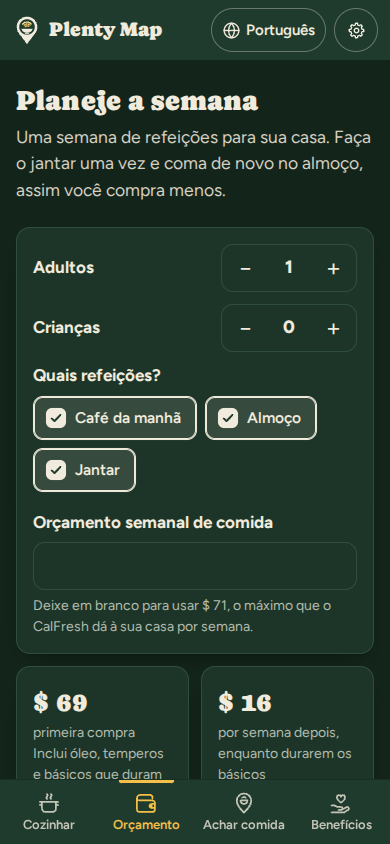 Plenty Map
Português
Planeje a semana
Uma semana de refeições para sua casa. Faça
o jantar uma vez e coma de novo no almoço,
assim você compra menos.
Adultos
− 1 +
Crianças
− 0 +
Quais refeições?
Café da manhã
Almoço
Jantar
Orçamento semanal de comida
Deixe em branco para usar $ 71, o máximo que o
CalFresh dá à sua casa por semana.
$ 69
primeira compra
Inclui óleo, temperos
e básicos que duram
$ 16
por semana depois,
enquanto durarem os
básicos
Cozinhar
Orçamento
Achar comida
Benefícios